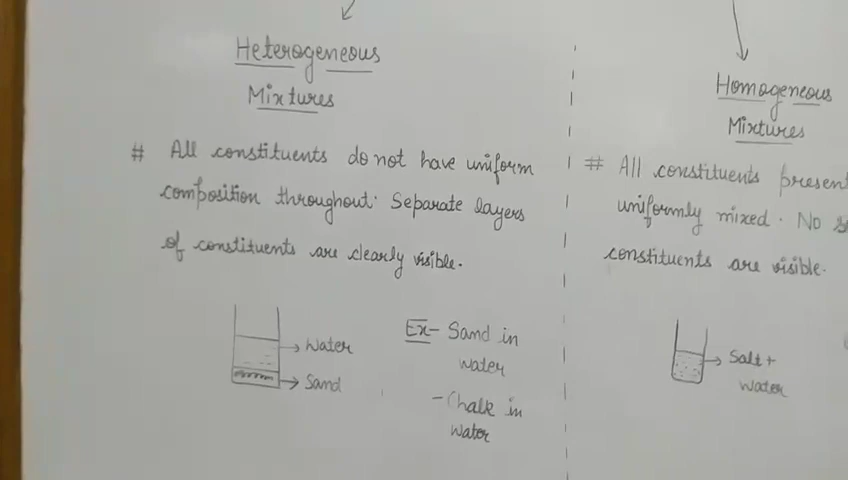 Heterogeneous
Mixtures
# All constituents do not have uniform
composition throughout. Separate layers
of constituents are clearly visible.
Water
Sand
Ex- Sand in
water
- Chalk in
water
Homogeneous
Mixtures
# All constituents present
uniformly mixed. No
constituents are visible.
Salt +
water